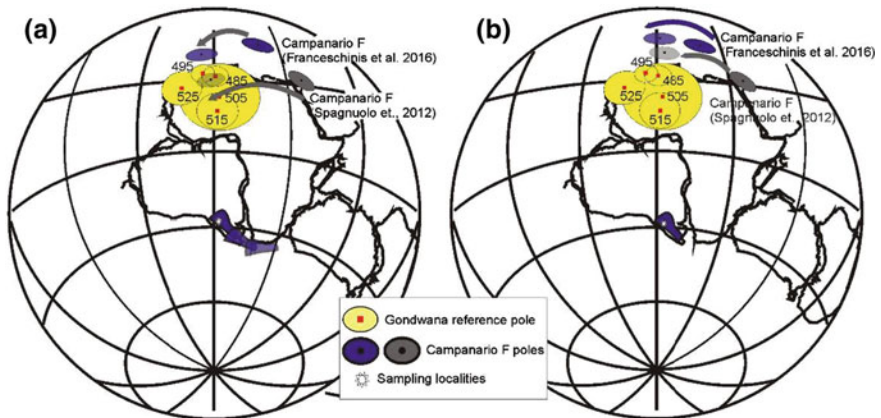 (a)
Campanario F
(Franceschinis et al. 2016)
495
485
525
505
515
Campanario F
(Spagnuolo et., 2012)
(b)
Campanario F
(Franceschinis et al. 2016)
495
485
525
505
515
Campanario F
(Spagnuolo et., 2012)
Gondwana reference pole
Campanario F poles
Sampling localities